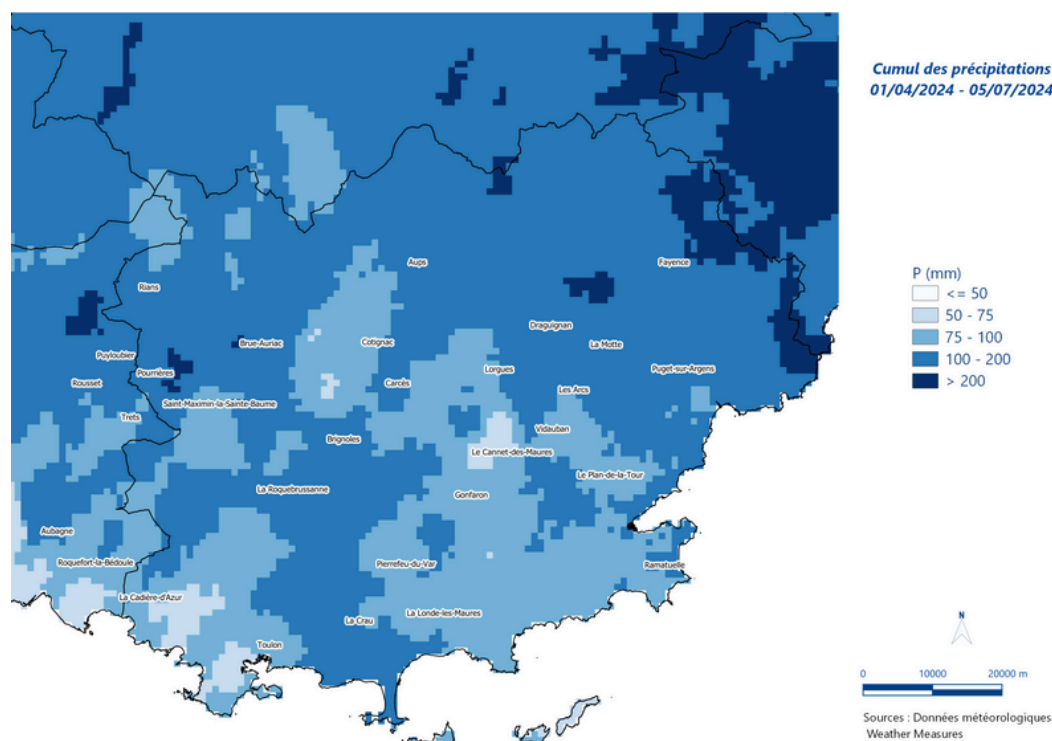 Cumul des précipitations
01/04/2024 - 05/07/2024
Aups
Fayence
Rians
P (mm)
<= 50
50 - 75
75 - 100
100 - 200
> 200
Draguignan
Brue-Auriac
Cotignac
La Motte
Puyloubier
Pourrières
Lorgues
Puget-sur-Argens
Rousset
Carcès
Les Arcs
Saint-Maximin-la-Sainte-Baume
Trets
Vidauban
Brignoles
Le Cannet-des-Maures
Le Plan-de-la-Tour
La Roquebrussanne
Gonfaron
Aubagne
Roquefort-la-Bédoule
Pierrefeu-du-Var
Ramatuelle
La Cadière-d'Azur
La Londe-les-Maures
La Crau
Toulon
N
0 10000 20000 m
Sources : Données météorologiques
Weather Measures